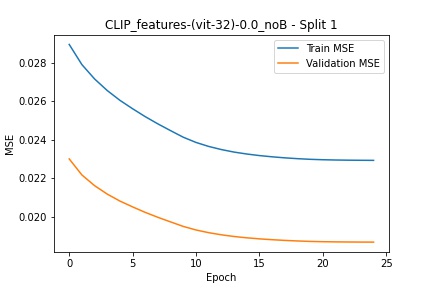 CLIP_features-(vit-32)-0.0_noB - Split 1
Train MSE
Validation MSE
MSE
0.028
0.026
0.024
0.022
0.020
0 5 10 15 20 25
Epoch